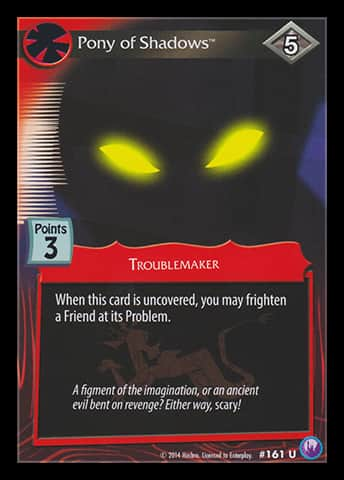 Pony of Shadows™
5
Points
3
TROUBLEMAKER
When this card is uncovered, you may frighten
a Friend at its Problem.
A figment of the imagination, or an ancient
evil bent on revenge? Either way, scary!
© 2014 Hasbro. Licensed to Enterplay. #161 U